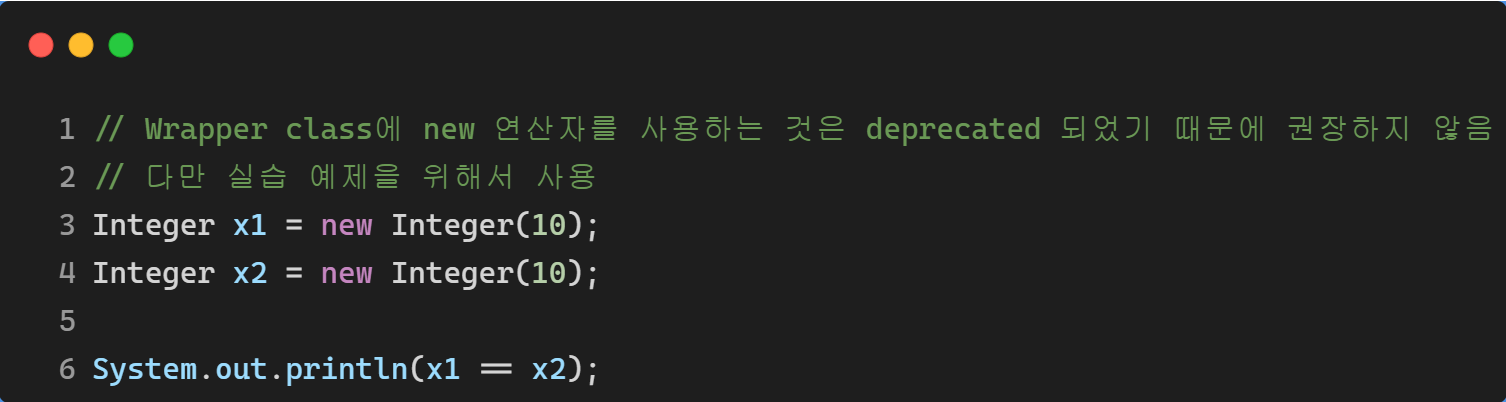 1 // Wrapper class에 new 연산자를 사용하는 것은 deprecated 되었기 때문에 권장하지 않음
2 // 다만 실습 예제을 위해서 사용
3 Integer x1 = new Integer(10);
4 Integer x2 = new Integer(10);
5
6 System.out.println(x1 == x2);